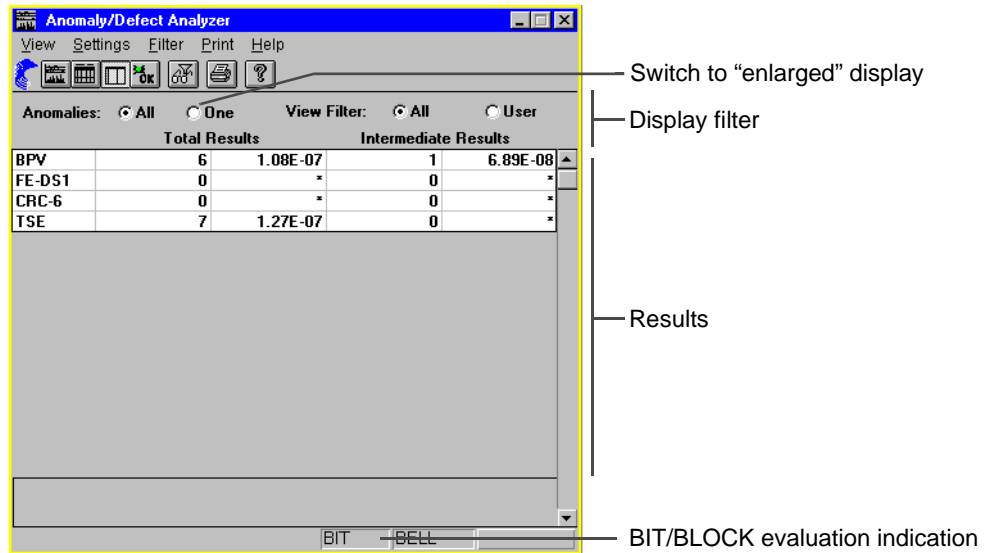 Anomaly/Defect Analyzer
View Settings Filter Print Help
OK ?
Switch to “enlarged” display
Anomalies: All One View Filter: All User
Display filter
Total Results Intermediate Results
BPV 6 1.08E-07 1 6.89E-08
FE-DS1 0 * 0 *
CRC-6 0 * 0 *
TSE 7 1.27E-07 0 *
Results
BIT BELL
BIT/BLOCK evaluation indication